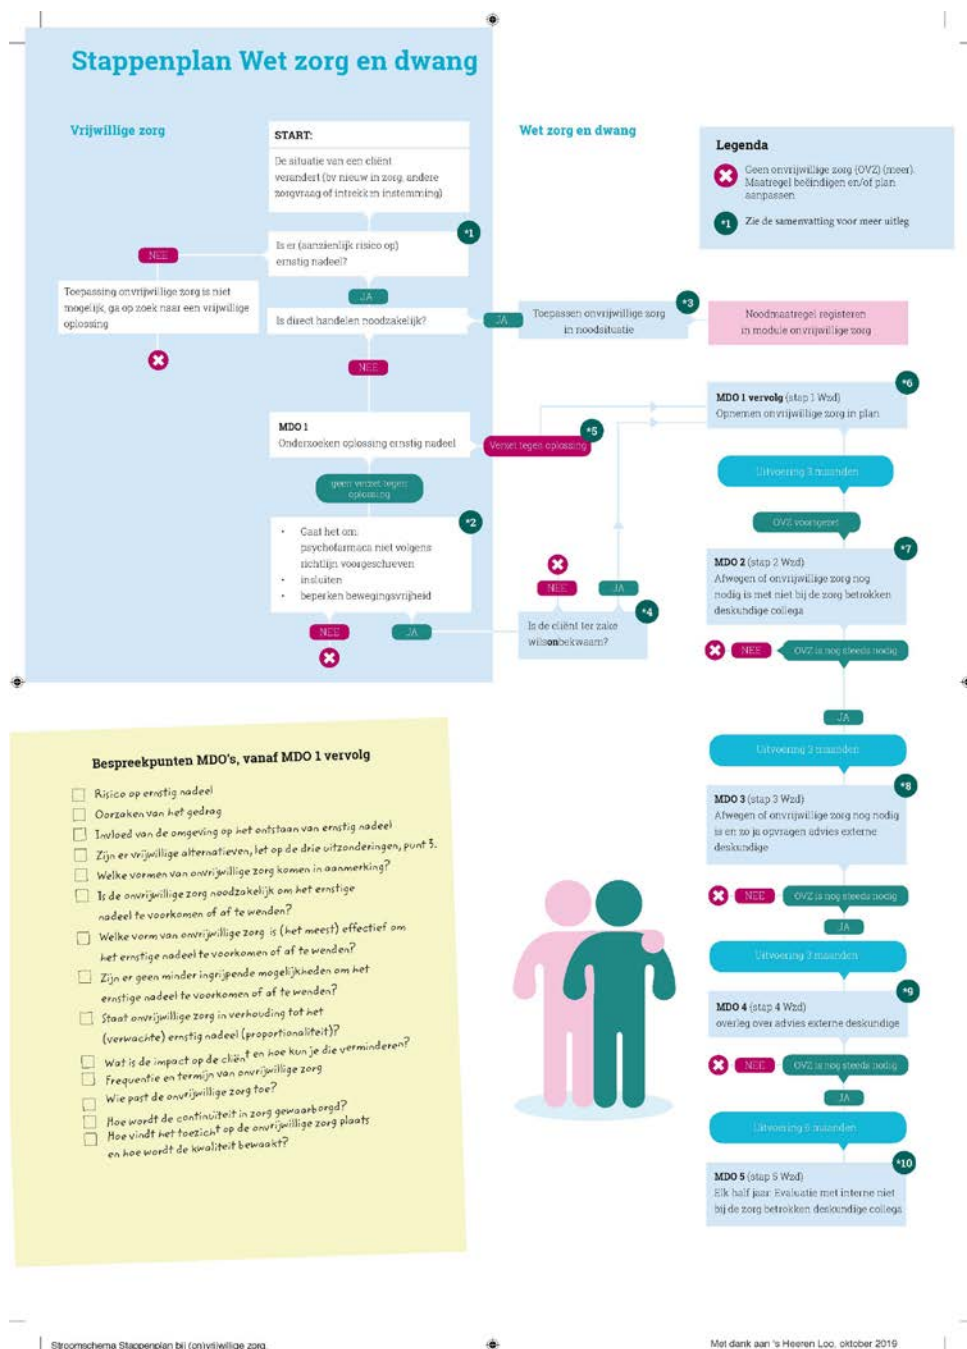 Stappenplan Wet zorg en dwang
Vrijwillige zorg
START:
De situatie van een cliënt
verandert (bv nieuw in zorg, andere
zorgvraag of intrekken instemming)
*1
Is er (aanzienlijk risico op)
ernstig nadeel?
NEE
Toepassing onvrijwillige zorg is niet
mogelijk, ga op zoek naar een vrijwillige
oplossing
JA
Is direct handelen noodzakelijk?
NEE
MDO 1
Onderzoeken oplossing ernstig nadeel
geen verzet tegen
oplossing
*2
• Gaat het om:
psychofarmaca niet volgens
richtlijn voorgeschreven
• insluiten
• beperken bewegingsvrijheid
NEE
JA
Wet zorg en dwang
Legenda
Geen onvrijwillige zorg (OVZ) (meer).
Maatregel beëindigen en/of plan
aanpassen
*1
Zie de samenvatting voor meer uitleg
JA
*3
Toepassen onvrijwillige zorg
in noodsituatie
Noodmaatregel registeren
in module onvrijwillige zorg
*5
Verzet tegen oplossing
NEE
JA
*4
Is de cliënt ter zake
wilsonbekwaam?
*6
MDO 1 vervolg (stap 1 Wzd)
Opnemen onvrijwillige zorg in plan
Uitvoering 3 maanden
OVZ voortgezet
*7
MDO 2 (stap 2 Wzd)
Afwegen of onvrijwillige zorg nog
nodig is met niet bij de zorg betrokken
deskundige collega
NEE
OVZ is nog steeds nodig
JA
Uitvoering 3 maanden
*8
MDO 3 (stap 3 Wzd)
Afwegen of onvrijwillige zorg nog nodig
is en zo ja opvragen advies externe
deskundige
NEE
OVZ is nog steeds nodig
JA
Uitvoering 3 maanden
*9
MDO 4 (stap 4 Wzd)
overleg over advies externe deskundige
NEE
OVZ is nog steeds nodig
JA
Uitvoering 6 maanden
*10
MDO 5 (stap 5 Wzd)
Elk half jaar: Evaluatie met interne niet
bij de zorg betrokken deskundige collega
Bespreekpunten MDO's, vanaf MDO 1 vervolg
Risico op ernstig nadeel
Oorzaken van het gedrag
Invloed van de omgeving op het ontstaan van ernstig nadeel
Zijn er vrijwillige alternatieven, let op de drie uitzonderingen, punt 3.
Welke vormen van onvrijwillige zorg komen in aanmerking?
Is de onvrijwillige zorg noodzakelijk om het ernstige
nadeel te voorkomen of af te wenden?
Welke vorm van onvrijwillige zorg is (het meest) effectief om
het ernstige nadeel te voorkomen of af te wenden?
Zijn er geen minder ingrijpende mogelijkheden om het
ernstige nadeel te voorkomen of af te wenden?
Staat onvrijwillige zorg in verhouding tot het
(verwachte) ernstig nadeel (proportionaliteit)?
Wat is de impact op de cliënt en hoe kun je die verminderen?
Frequentie en termijn van onvrijwillige zorg
Wie past de onvrijwillige zorg toe?
Hoe wordt de continuïteit in zorg gewaarborgd?
Hoe vindt het toezicht op de onvrijwillige zorg plaats
en hoe wordt de kwaliteit bewaakt?
Stroomschema Stappenplan bij (on)vrijwillige zorg.
Met dank aan 's Heeren Loo, oktober 2019